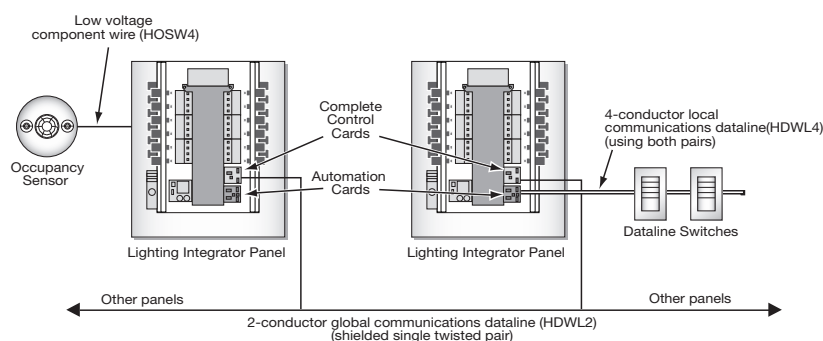 Low voltage
component wire (HOSW4)
Occupancy
Sensor
Complete
Control
Cards
Automation
Cards
4-conductor local
communications dataline(HDWL4)
(using both pairs)
Dataline Switches
Lighting Integrator Panel
Lighting Integrator Panel
Other panels
Other panels
2-conductor global communications dataline (HDWL2)
(shielded single twisted pair)